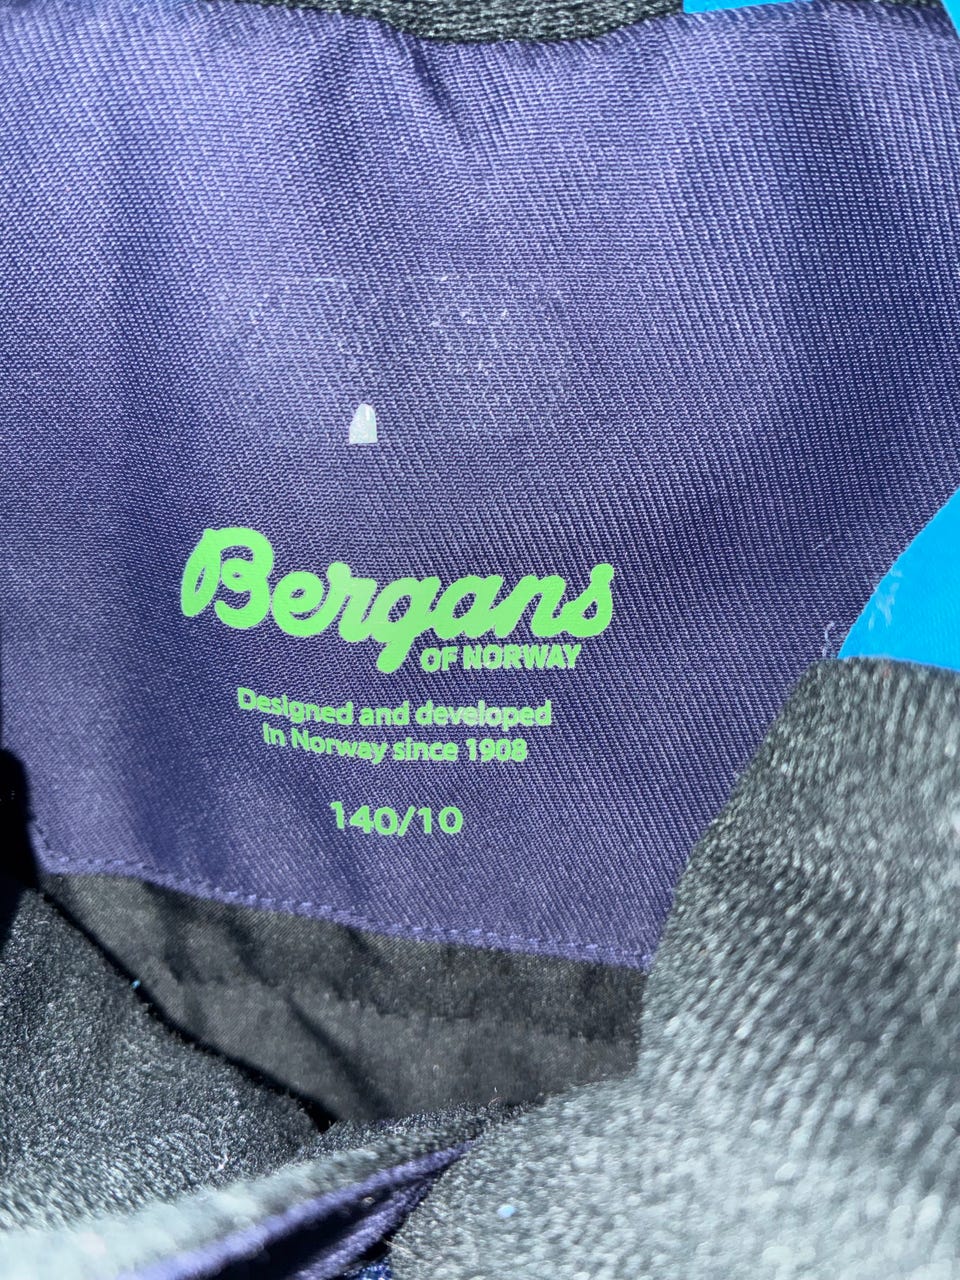 Bergans
OF NORWAY
Designed and developed
in Norway since 1908
140/10